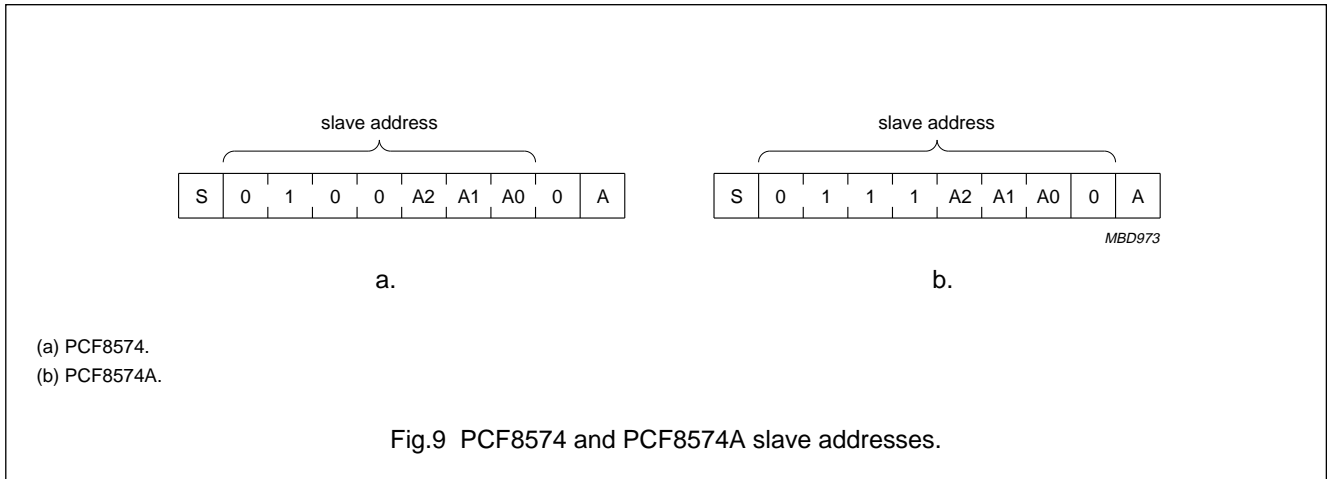 slave address
S 0 1 0 0 A2 A1 A0 0 A
a.
slave address
S 0 1 1 1 A2 A1 A0 0 A
MBD973
b.
(a) PCF8574.
(b) PCF8574A.
Fig.9 PCF8574 and PCF8574A slave addresses.